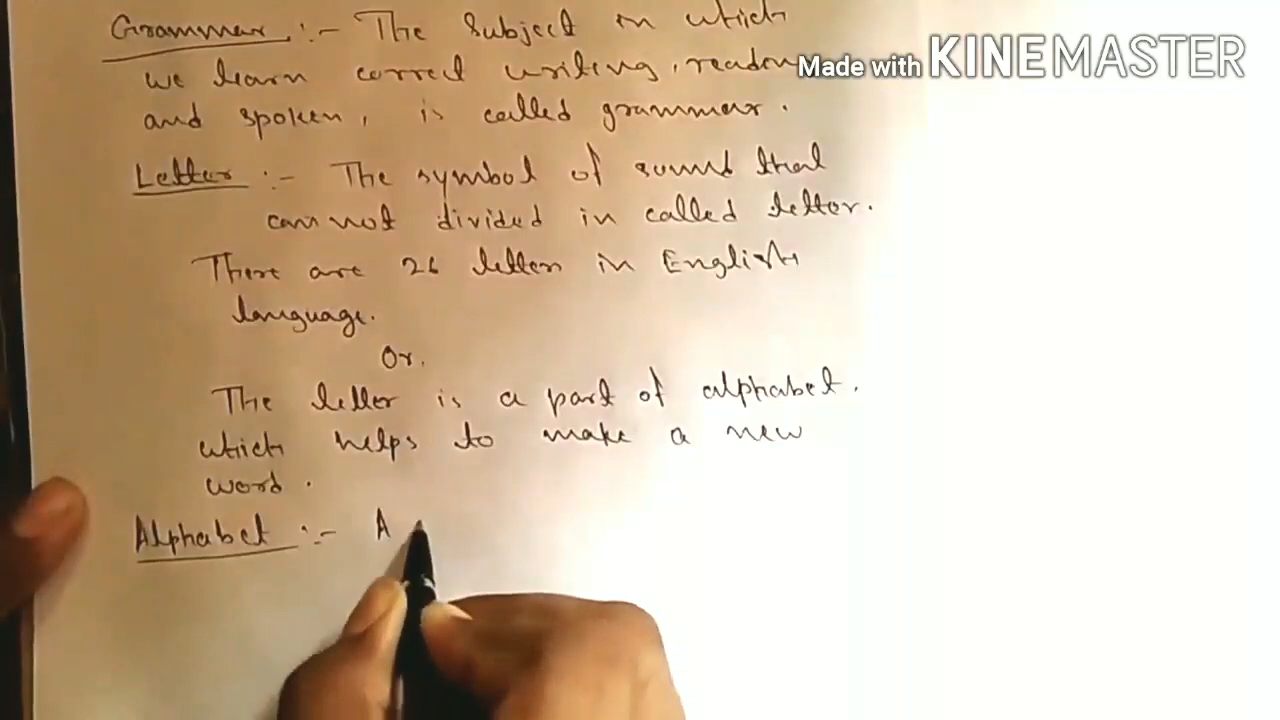 Grammar :- The subject in which
we learn correct writing, reading
Made with KINEMASTER
and spoken, is called grammar.
Letter :- The symbol of sound that
can not divided in called letter.
There are 26 letters in English
language.
Or.
The letter is a part of alphabet.
which helps to make a new
word.
Alphabet :- A